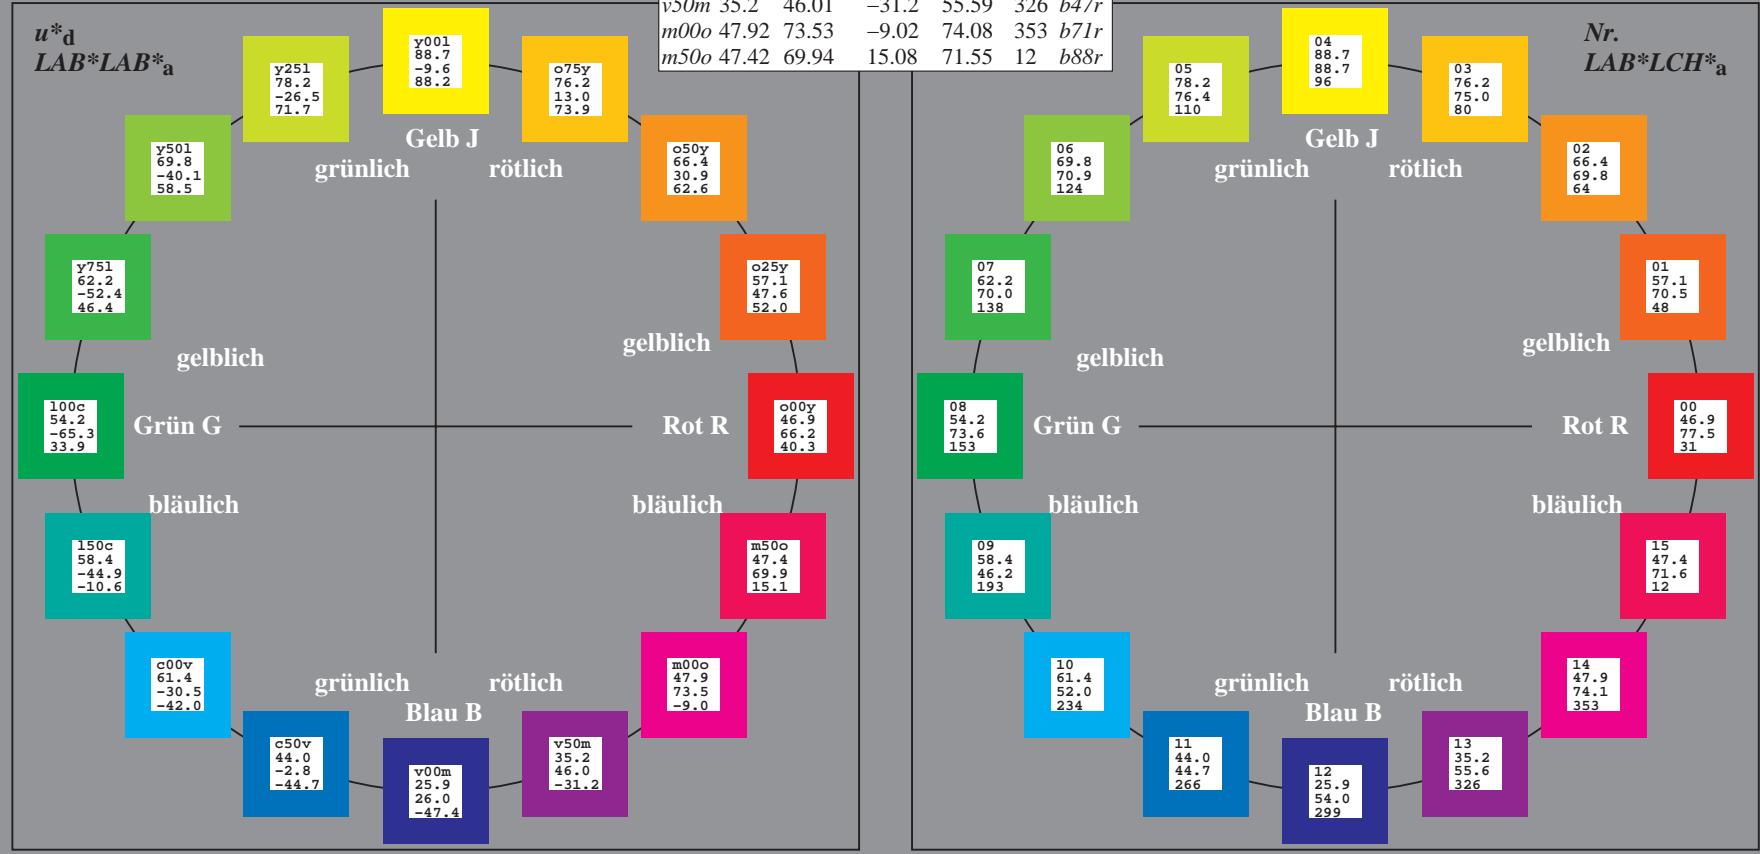 v50m 35.2 46.01 −31.2 55.59 326 b47r
m00o 47.92 73.53 −9.02 74.08 353 b71r
m50o 47.42 69.94 15.08 71.55 12 b88r
u*d
LAB*LAB*a
y00l
88.7
-9.6
88.2
y25l
78.2
-26.5
71.7
o75y
76.2
13.0
73.9
Gelb J
grünlich rötlich
y50l
69.8
-40.1
58.5
o50y
66.4
30.9
62.6
y75l
62.2
-52.4
46.4
o25y
57.1
47.6
52.0
gelblich
gelblich
l00c
54.2
-65.3
33.9
Grün G
Rot R
o00y
46.9
66.2
40.3
bläulich
bläulich
l50c
58.4
-44.9
-10.6
m50o
47.4
69.9
15.1
c00v
61.4
-30.5
-42.0
m00o
47.9
73.5
-9.0
grünlich rötlich
Blau B
c50v
44.0
-2.8
-44.7
v50m
35.2
46.0
-31.2
v00m
25.9
26.0
-47.4
Nr.
LAB*LCH*a
04
88.7
88.7
96
05
78.2
76.4
110
03
76.2
75.0
80
Gelb J
grünlich rötlich
06
69.8
70.9
124
02
66.4
69.8
64
07
62.2
70.0
138
01
57.1
70.5
48
gelblich
gelblich
08
54.2
73.6
153
Grün G
Rot R
00
46.9
77.5
31
bläulich
bläulich
09
58.4
46.2
193
15
47.4
71.6
12
10
61.4
52.0
234
14
47.9
74.1
353
grünlich rötlich
Blau B
11
44.0
44.7
266
13
35.2
55.6
326
12
25.9
54.0
299